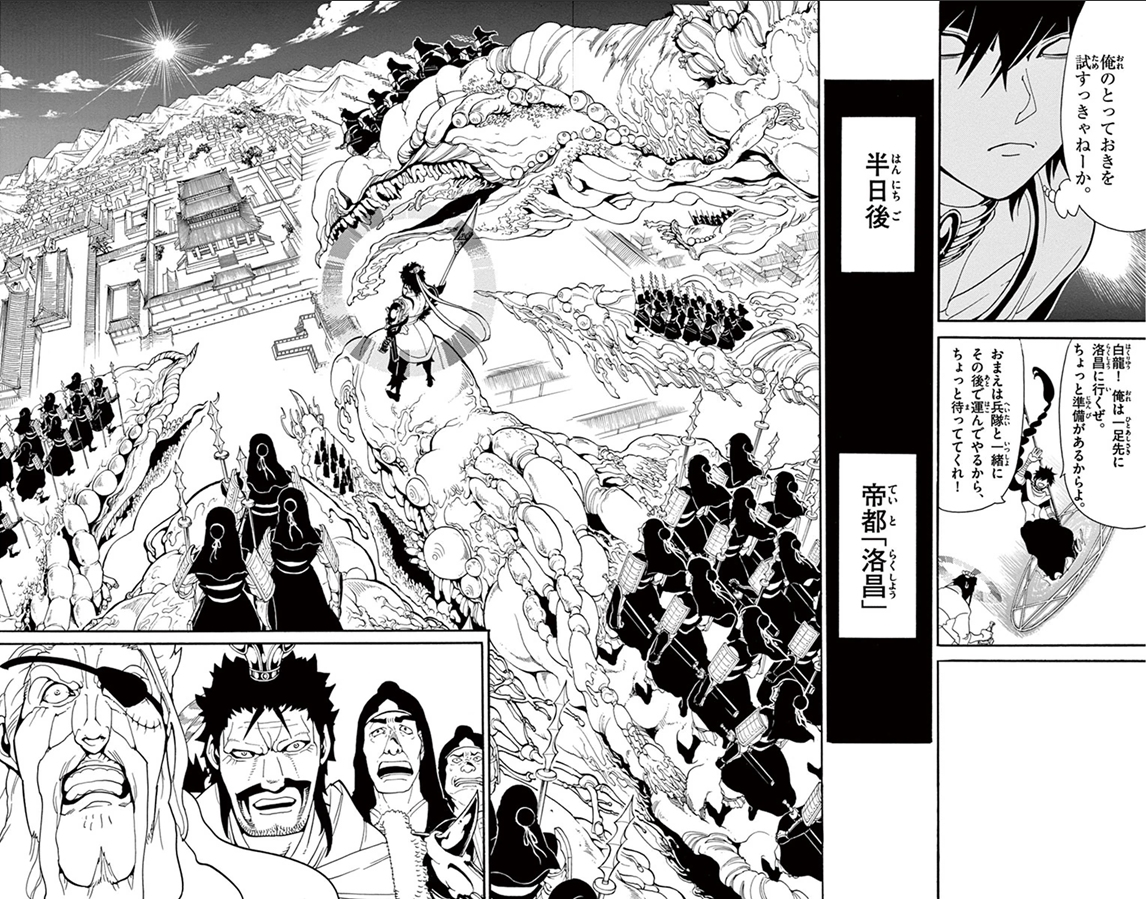 俺のとっておきを
試すっきゃねーか。
白龍！俺は一足先に
洛昌に行くぜ。
ちょっと準備があるからよ。
おまえは兵隊と一緒に
その後で運んでやるから、
ちょっと待っててくれ！
半日後
帝都「洛昌」